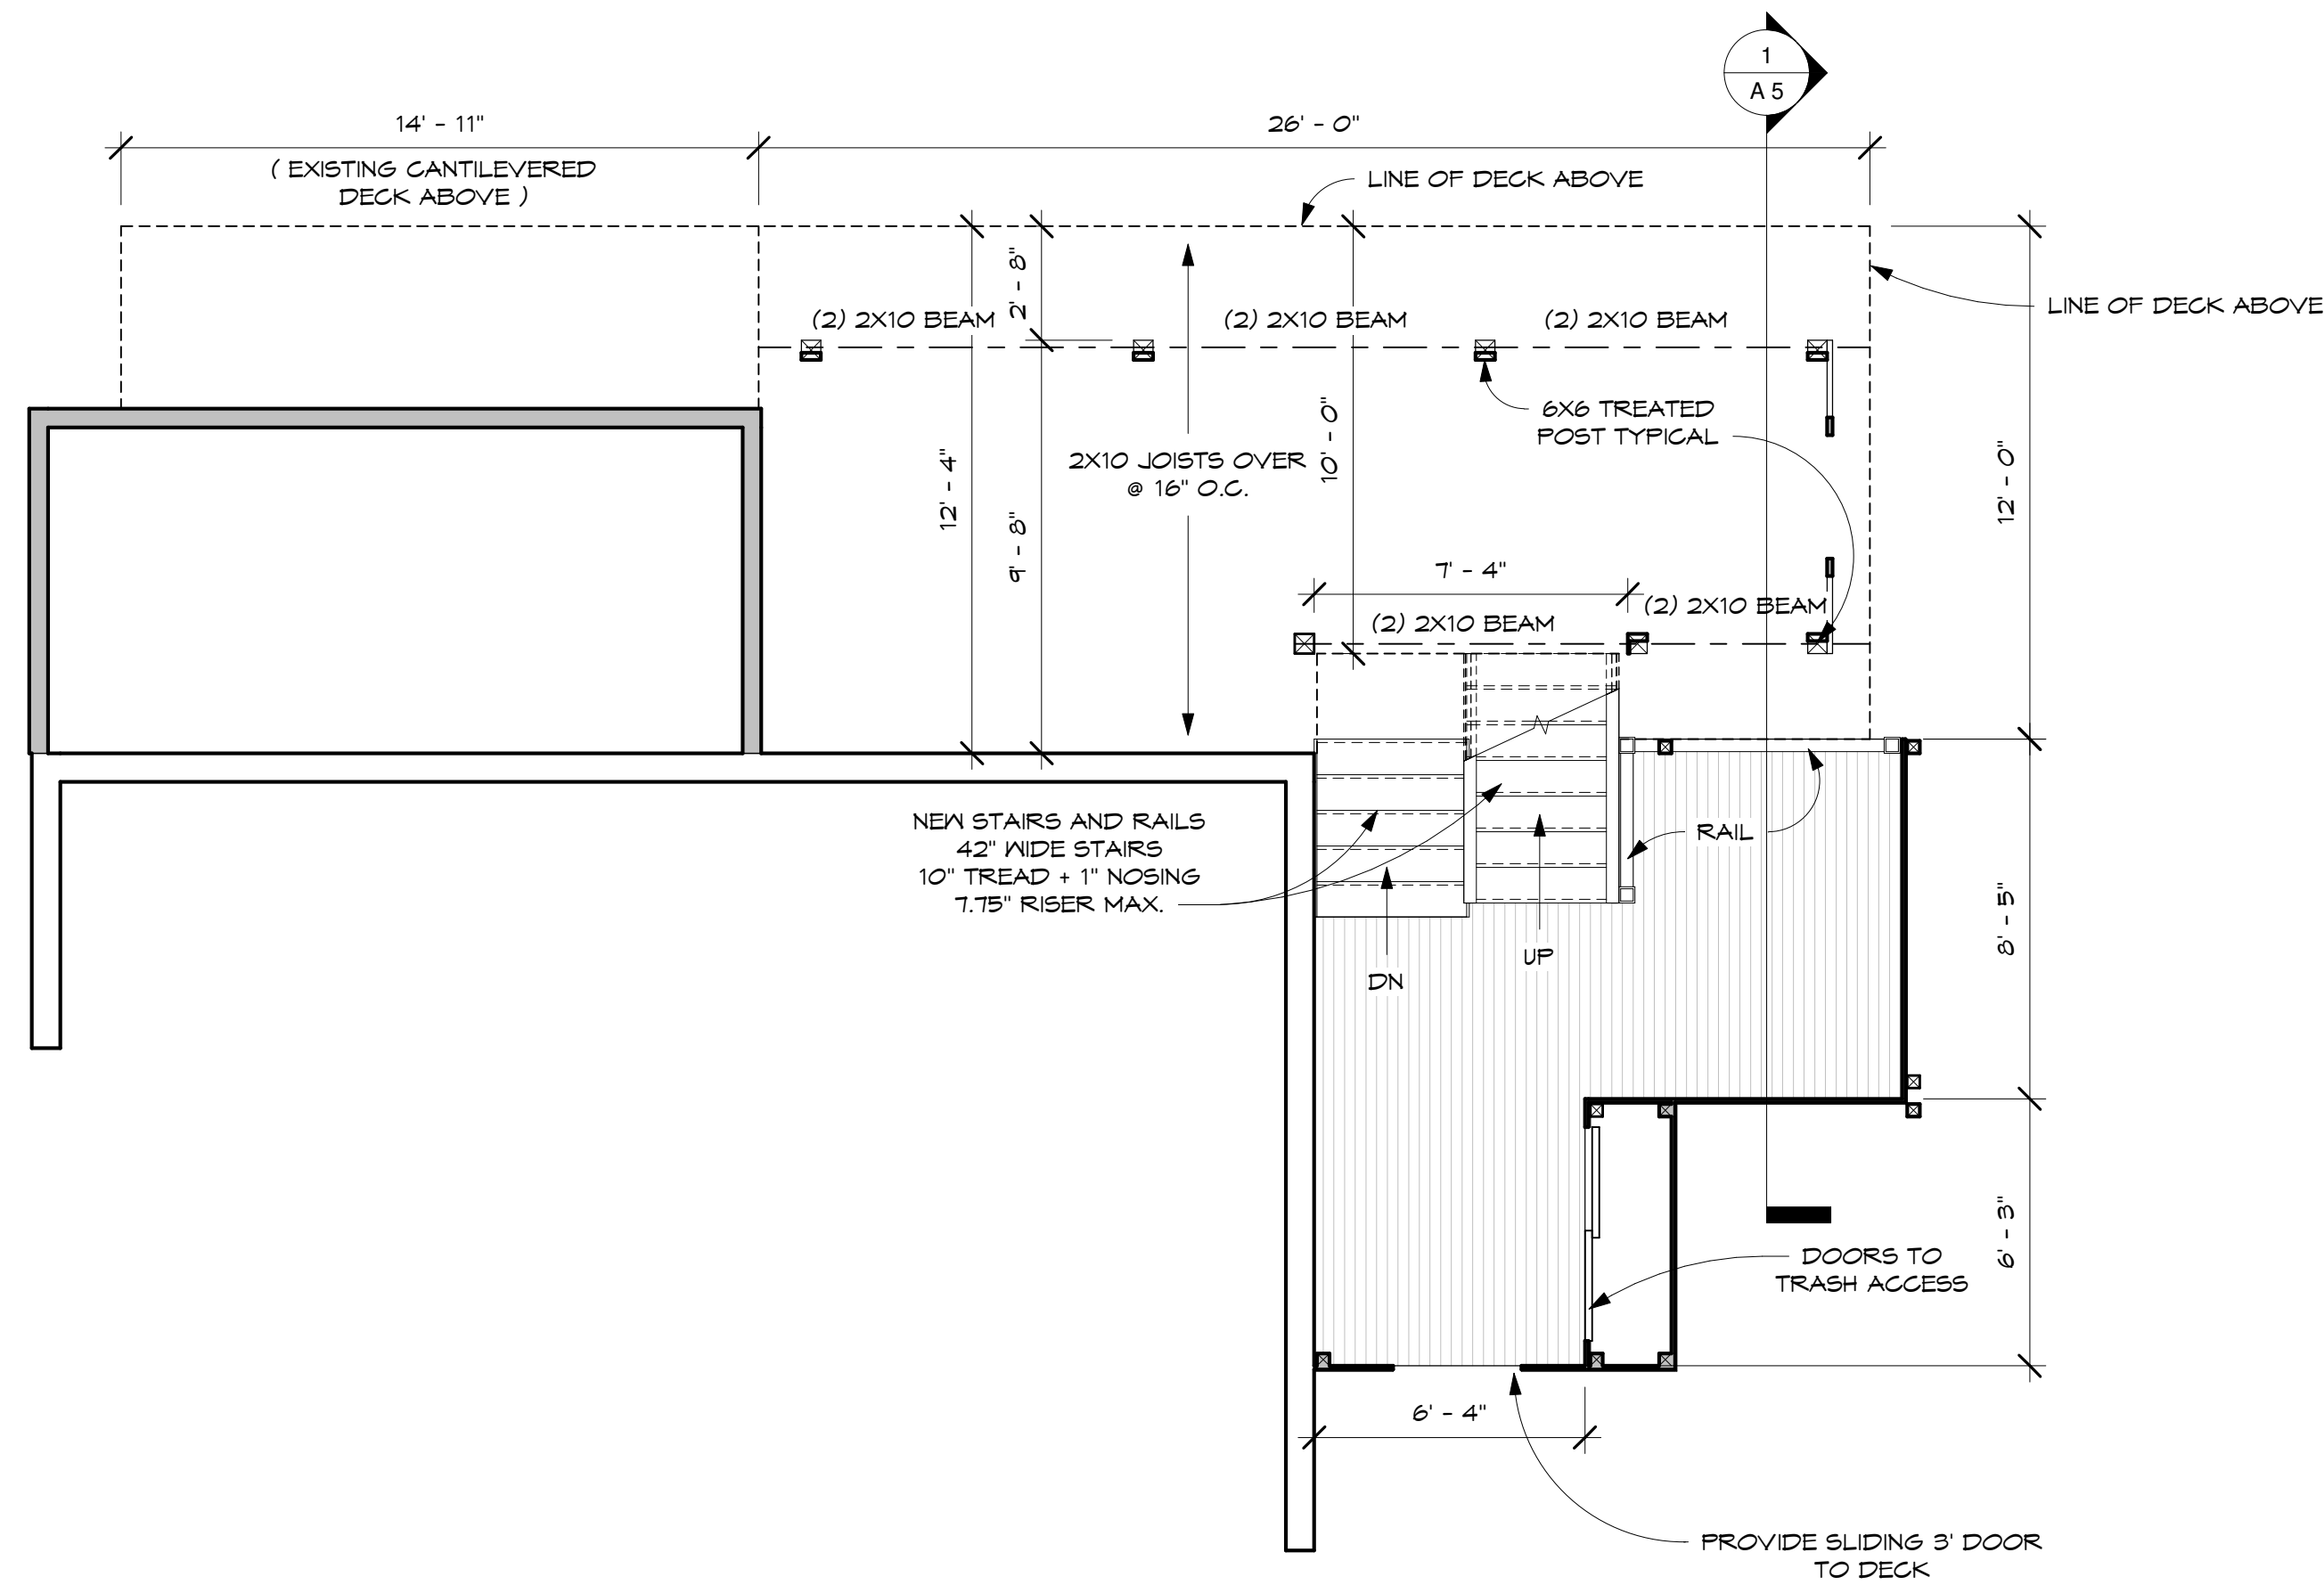 1
A 5
14' - 11"
26' - 0"
( EXISTING CANTILEVERED
DECK ABOVE )
LINE OF DECK ABOVE
2' - 8"
LINE OF DECK ABOVE
(2) 2X10 BEAM
(2) 2X10 BEAM
(2) 2X10 BEAM
6X6 TREATED
POST TYPICAL
12' - 4"
9' - 8"
2X10 JOISTS OVER
@ 16" O.C.
10' - 0"
12' - 0"
7' - 4"
(2) 2X10 BEAM
(2) 2X10 BEAM
NEW STAIRS AND RAILS
42" WIDE STAIRS
10" TREAD + 1" NOSING
7.75" RISER MAX.
RAIL
8' - 5"
UP
DN
6' - 3"
DOORS TO
TRASH ACCESS
6' - 4"
PROVIDE SLIDING 3' DOOR
TO DECK